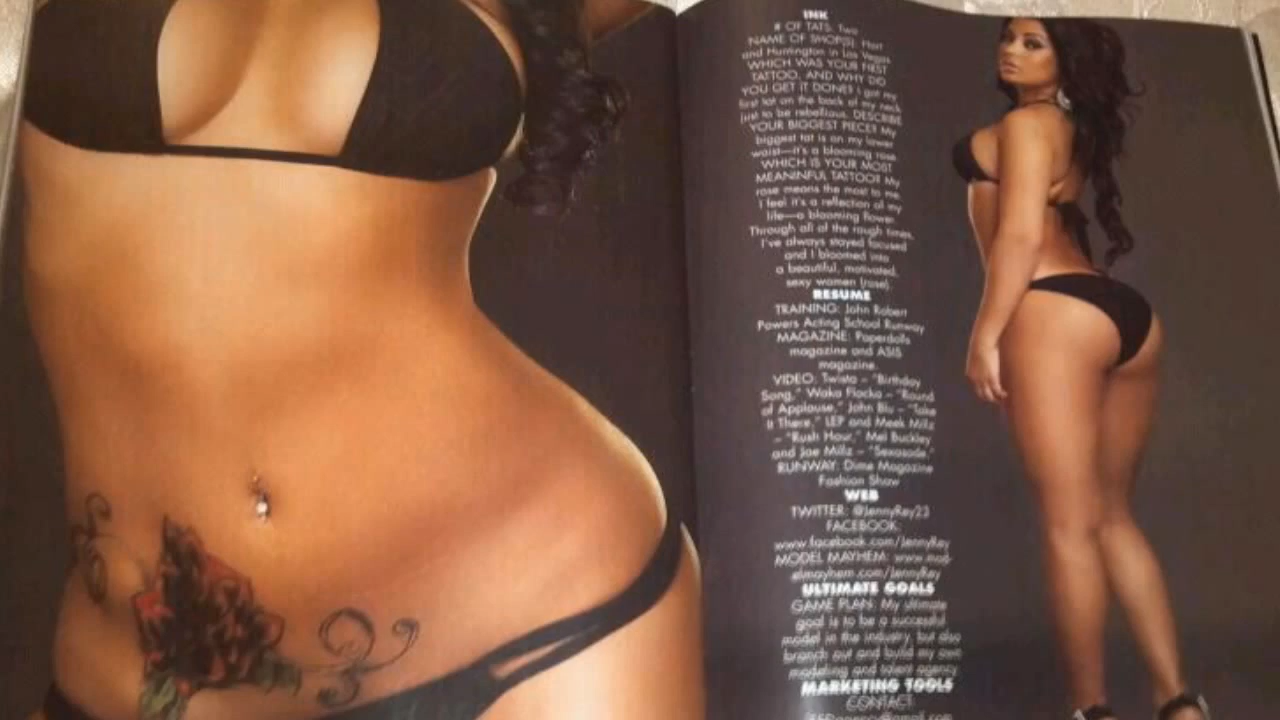 INK
# OF TATS: Two
NAME OF SHOP(S): Hart
and Huntington in Las Vegas
WHICH WAS YOUR FIRST
TATTOO, AND WHY DO
YOU GET IT DONE? I got my
first tat on the back of my neck
just to be rebellious. DESCRIBE
YOUR BIGGEST PIECE? My
biggest tat is on my lower
waist—it's a blooming rose.
WHICH IS YOUR MOST
MEANINFUL TATTOO? My
rose means the most to me.
I feel it's a reflection of my
life—a blooming flower.
Through all of the rough times,
I've always stayed focused
and I bloomed into
a beautiful, motivated,
sexy women (rose).
RESUME
TRAINING: John Robert
Powers Acting School Runway
MAGAZINE: Paperdolls
magazine and ASIS
magazine.
VIDEO: Twista – "Birthday
Song," Waka Flocka – "Round
of Applause," John Blu – "Take
It There," LEP and Meek Millz
– "Rush Hour," Mel Buckley
and Jae Millz – "Sexasode."
RUNWAY: Dime Magazine
Fashion Show
WEB
TWITTER: @JennyRey23
FACEBOOK:
www.facebook.com/JennyRey
MODEL MAYHEM: www.mod-
elmayhem.com/JennyRey
ULTIMATE GOALS
GAME PLAN: My ultimate
goal is to be a successful
model in the industry, but also
branch out and build my own
modeling and talent agency
MARKETING TOOLS
CONTACT: